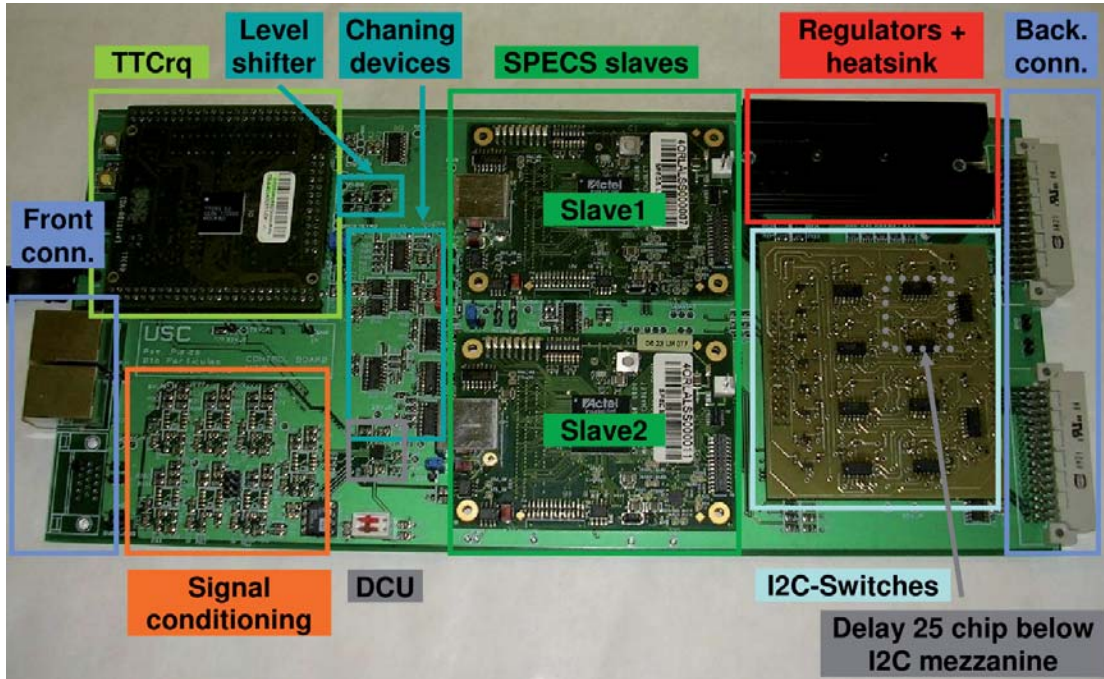 TTCrq
Level
shifter
Chaning
devices
SPECS slaves
Regulators +
heatsink
Back.
conn.
Front
conn.
Actel
Slave1
USC
CONTROL BOARD
Actel
Slave2
Signal
conditioning
DCU
I2C-Switches
Delay 25 chip below
I2C mezzanine